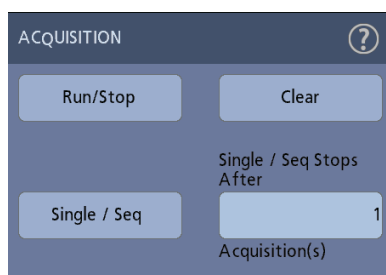 ACQUISITION ?
Run/Stop Clear
Single / Seq Stops
After
Single / Seq 1
Acquisition(s)